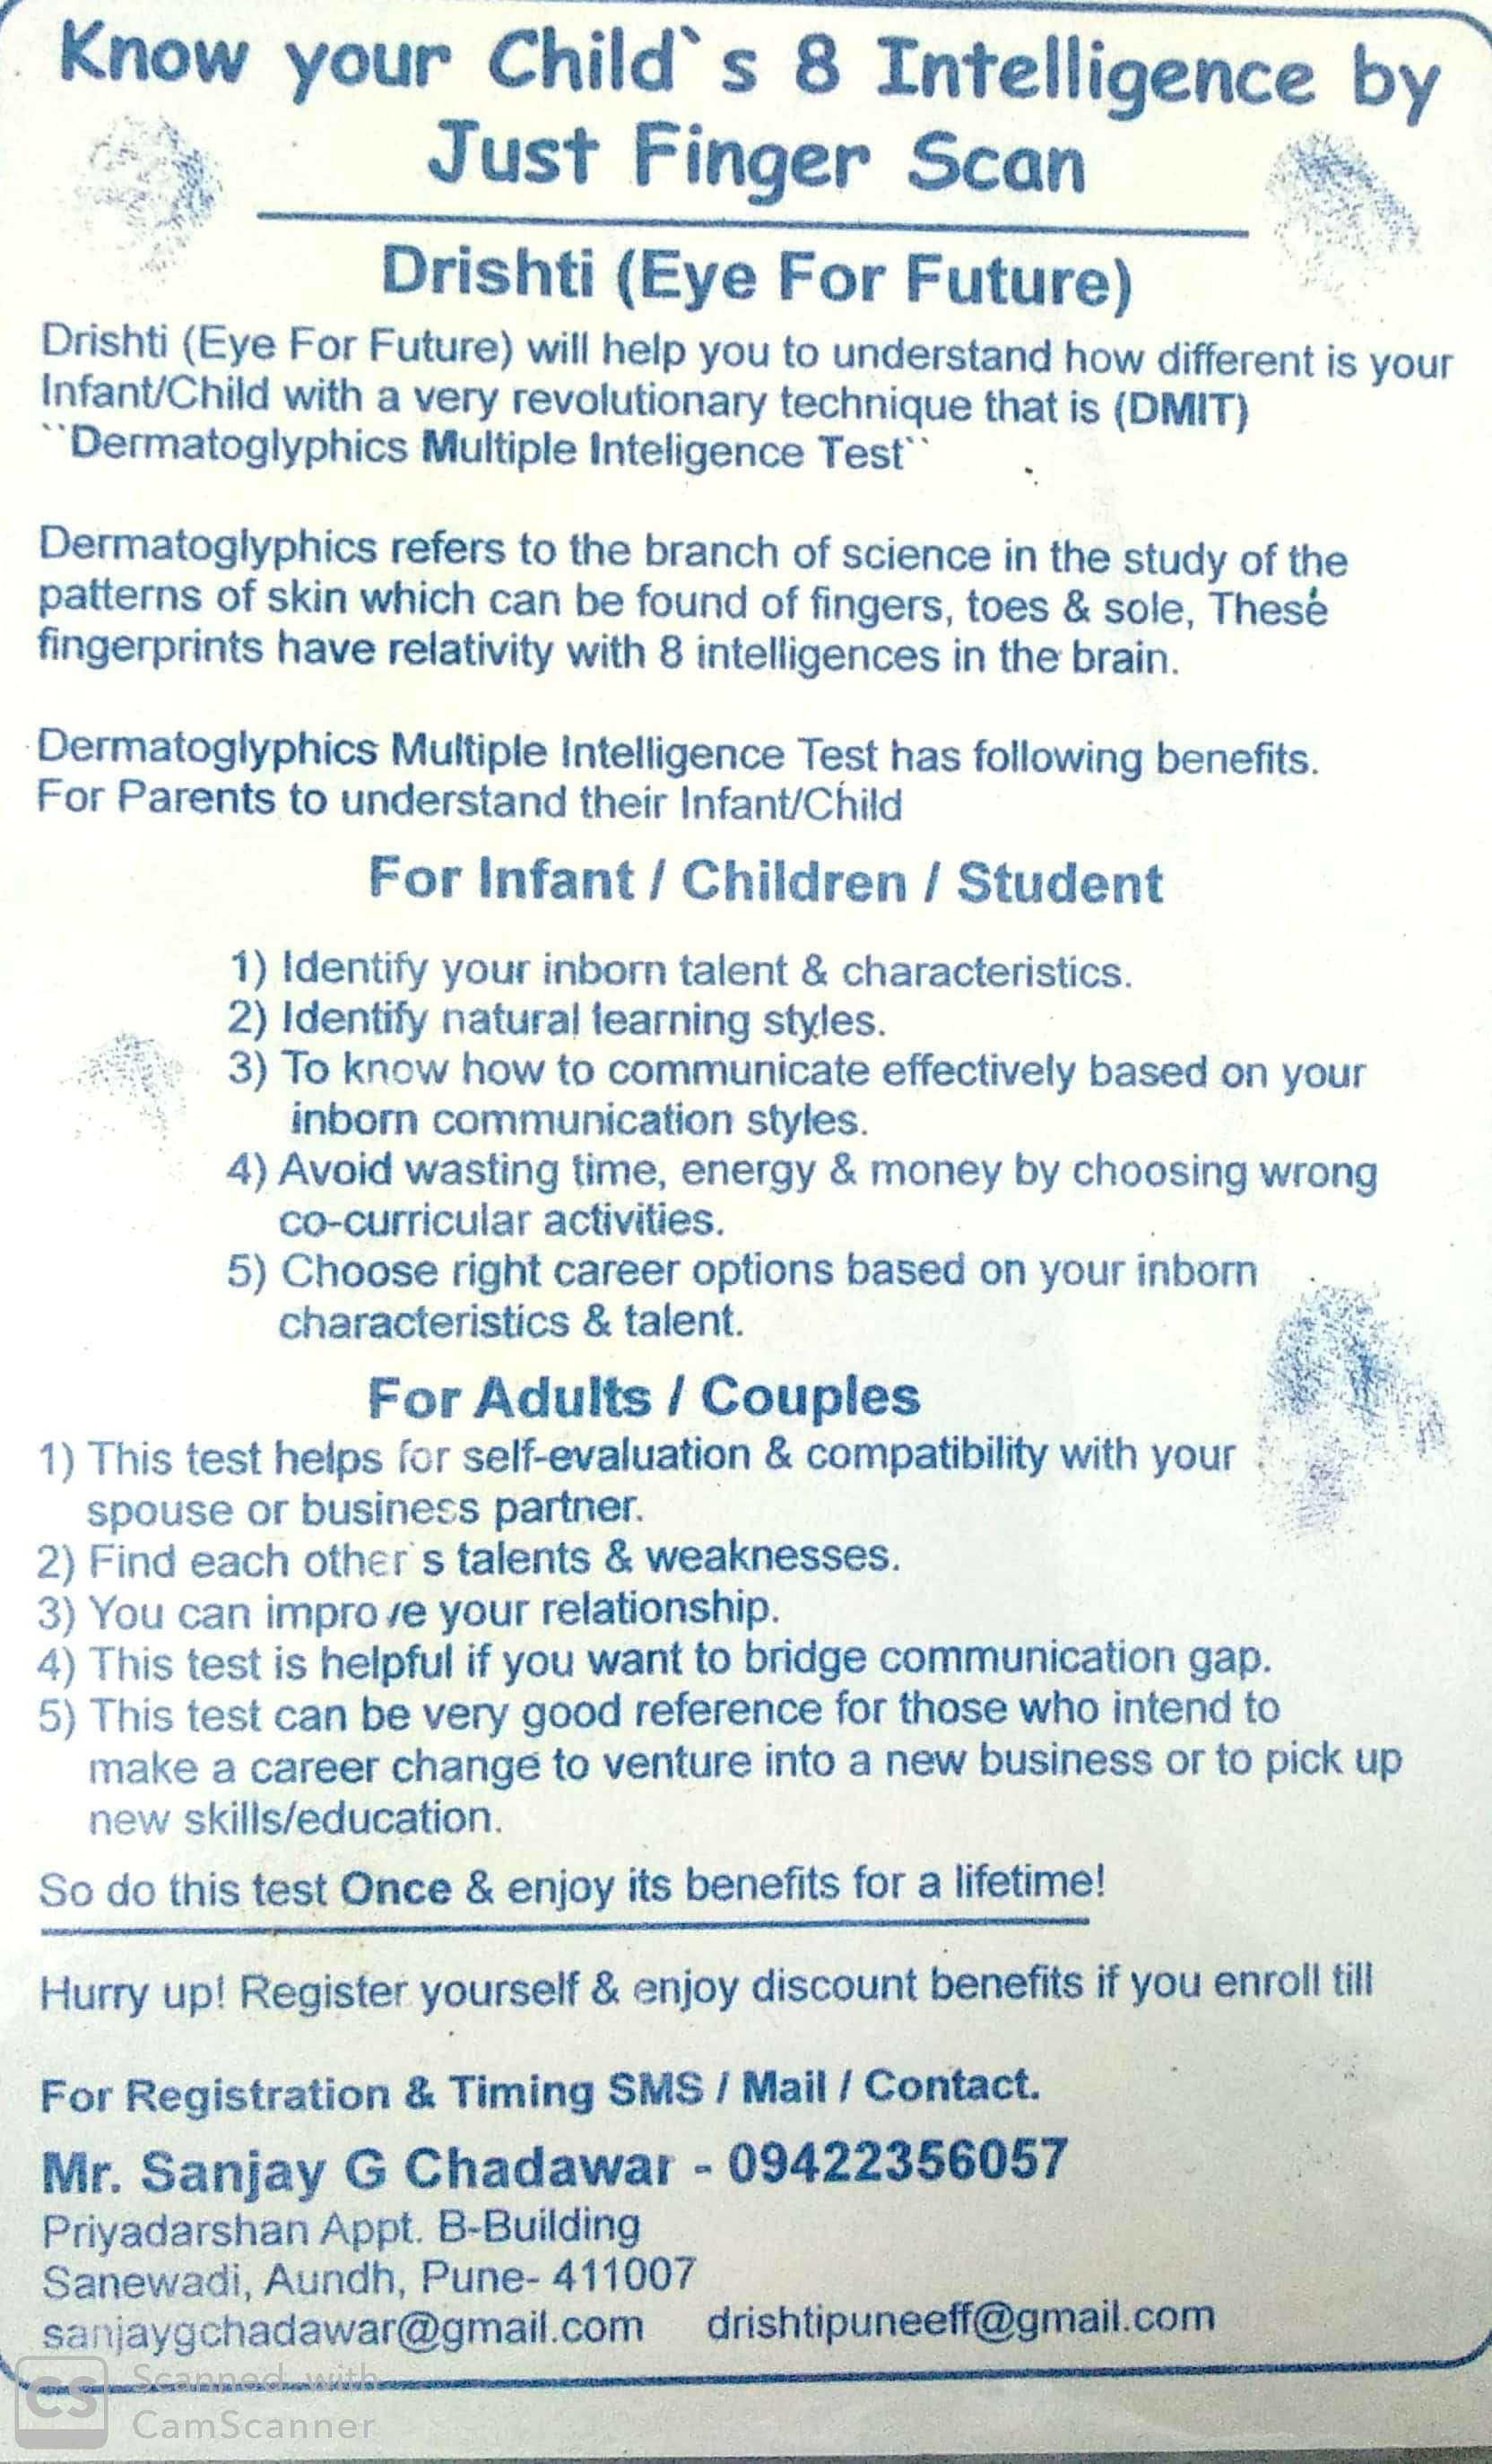 Know your Child`s 8 Intelligence by
Just Finger Scan
Drishti (Eye For Future)
Drishti (Eye For Future) will help you to understand how different is your
Infant/Child with a very revolutionary technique that is (DMIT)
``Dermatoglyphics Multiple Inteligence Test``
Dermatoglyphics refers to the branch of science in the study of the
patterns of skin which can be found of fingers, toes & sole, These
fingerprints have relativity with 8 intelligences in the brain.
Dermatoglyphics Multiple Intelligence Test has following benefits.
For Parents to understand their Infant/Child
For Infant / Children / Student
1) Identify your inborn talent & characteristics.
2) Identify natural learning styles.
3) To know how to communicate effectively based on your
inborn communication styles.
4) Avoid wasting time, energy & money by choosing wrong
co-curricular activities.
5) Choose right career options based on your inborn
characteristics & talent.
For Adults / Couples
1) This test helps for self-evaluation & compatibility with your
spouse or business partner.
2) Find each other`s talents & weaknesses.
3) You can improve your relationship.
4) This test is helpful if you want to bridge communication gap.
5) This test can be very good reference for those who intend to
make a career change to venture into a new business or to pick up
new skills/education.
So do this test Once & enjoy its benefits for a lifetime!
Hurry up! Register yourself & enjoy discount benefits if you enroll till
For Registration & Timing SMS / Mail / Contact.
Mr. Sanjay G Chadawar - 09422356057
Priyadarshan Appt. B-Building
Sanewadi, Aundh, Pune- 411007
sanjaygchadawar@gmail.com drishtipuneeff@gmail.com
CS Scanned with
CamScanner